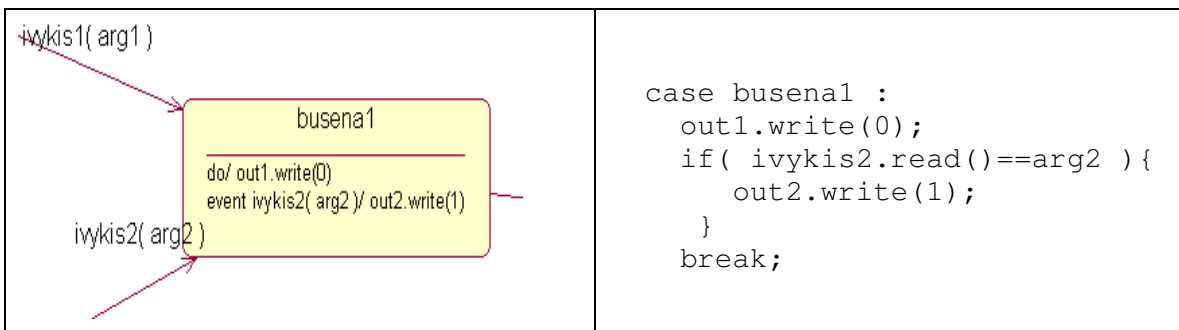 ivykis1( arg1 )
busena1
do/ out1.write(0)
event ivykis2( arg2 )/ out2.write(1)
ivykis2( arg2 )
case busena1 :
out1.write(0);
if( ivykis2.read()==arg2 ){
out2.write(1);
}
break;